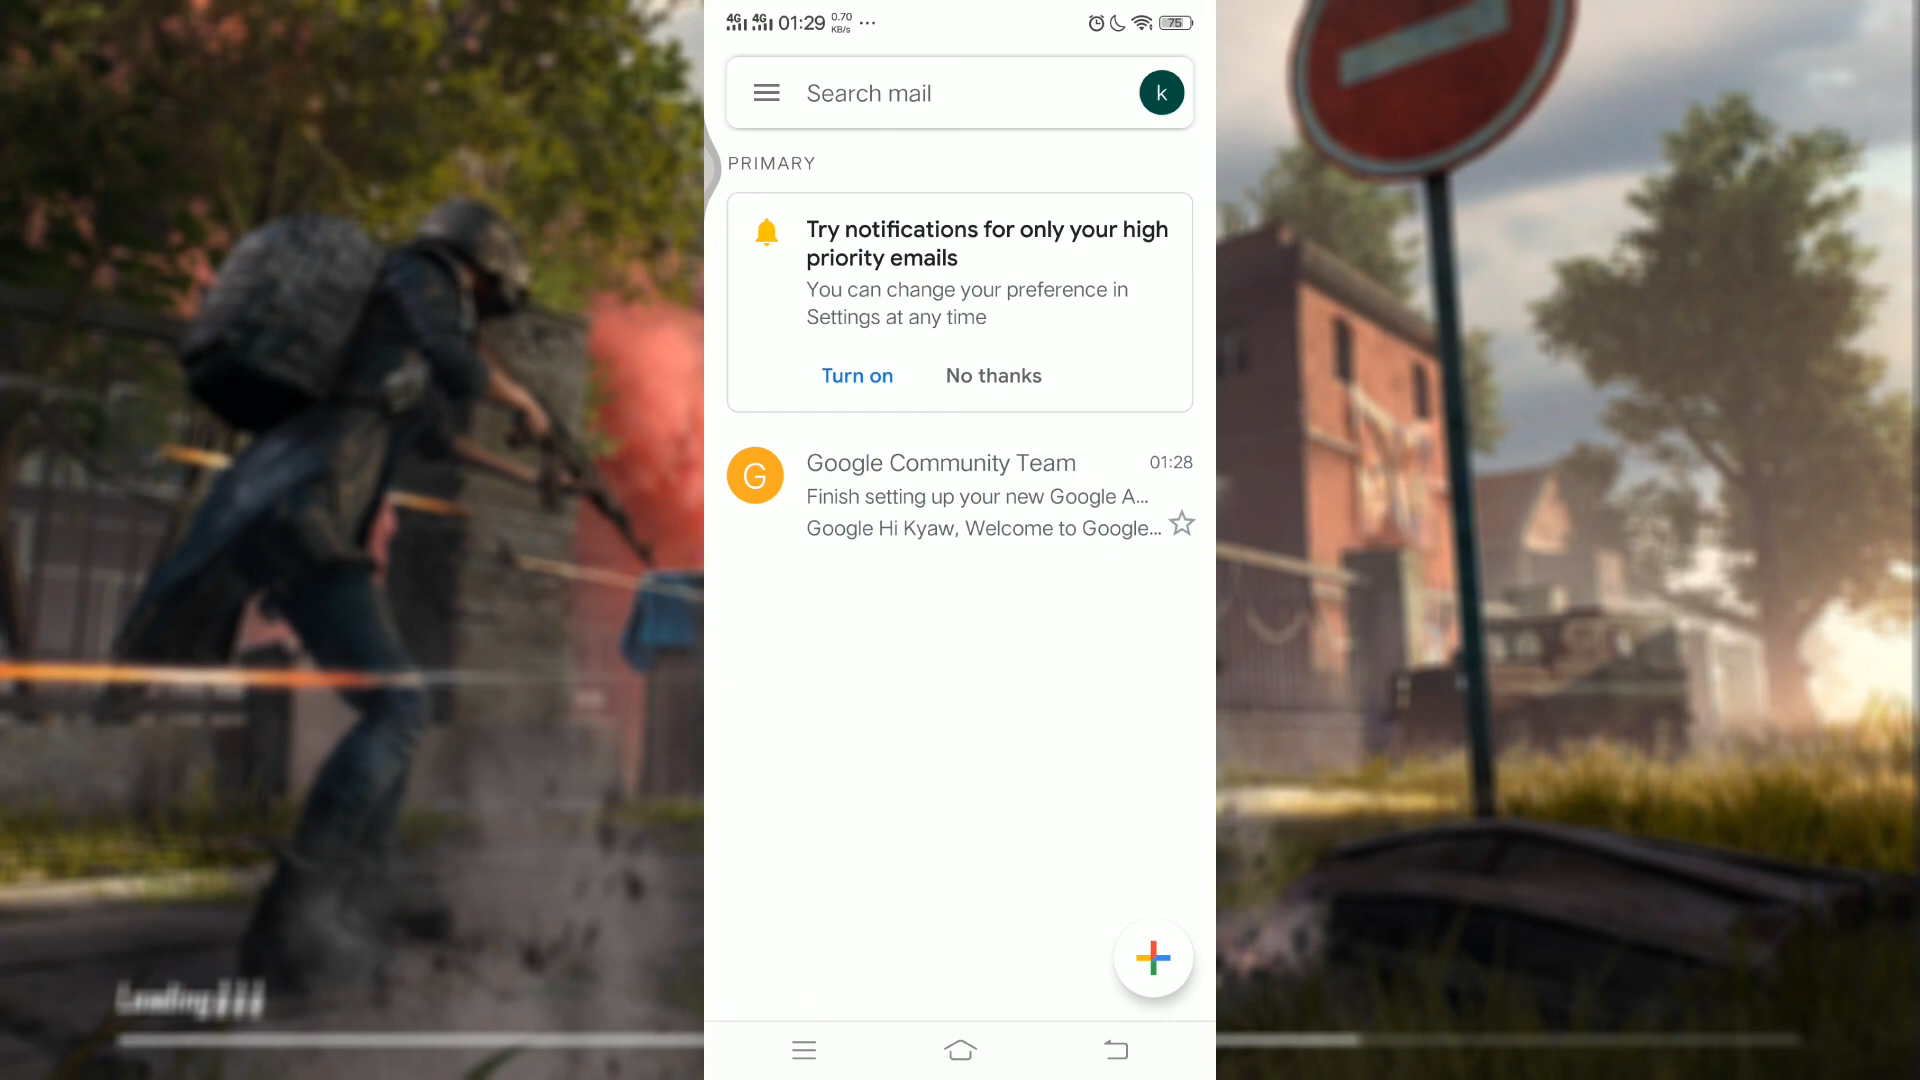 4G 4G 01:29 0.70 KB/s ... 75
Search mail
k
PRIMARY
Try notifications for only your high
priority emails
You can change your preference in
Settings at any time
Turn on No thanks
G
Google Community Team 01:28
Finish setting up your new Google A...
Google Hi Kyaw, Welcome to Google...
Loading...